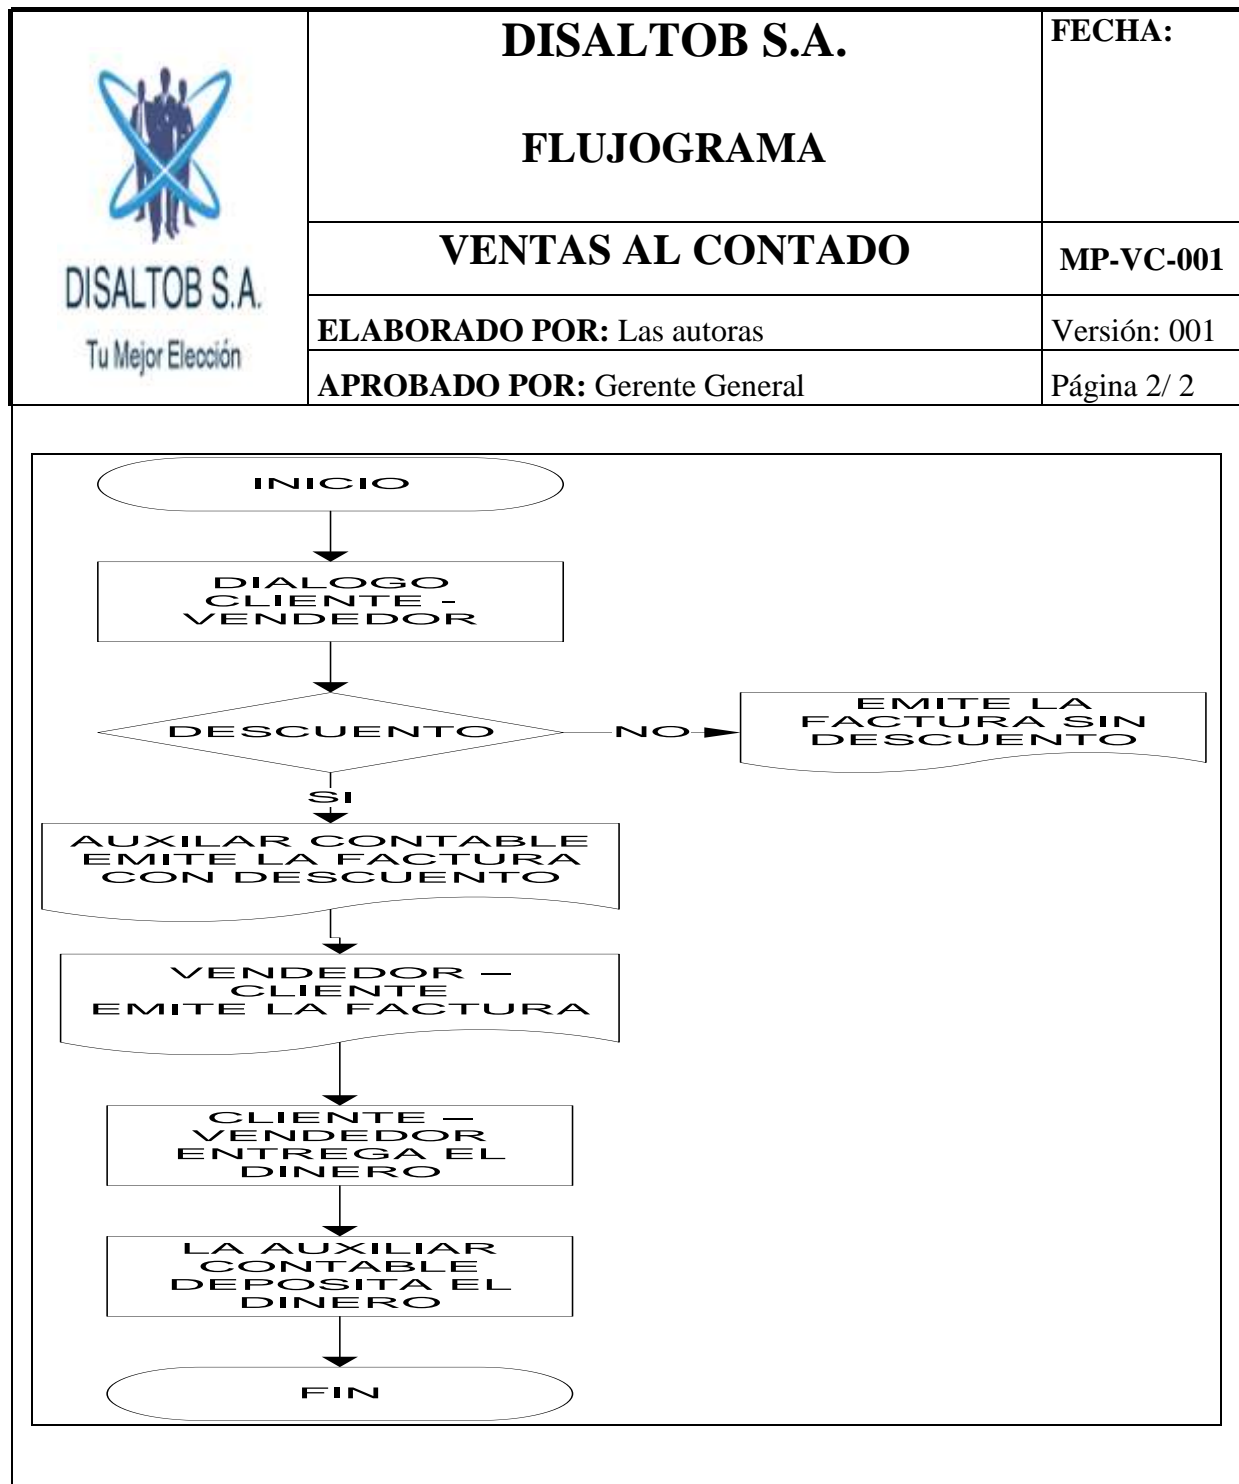 DISALTOB S.A.
Tu Mejor Elección
DISALTOB S.A.
FLUJOGRAMA
FECHA:
VENTAS AL CONTADO
MP-VC-001
ELABORADO POR: Las autoras
Versión: 001
APROBADO POR: Gerente General
Página 2/ 2
INICIO
DIALOGO
CLIENTE -
VENDEDOR
DESCUENTO
NO
EMITE LA
FACTURA SIN
DESCUENTO
SI
AUXILAR CONTABLE
EMITE LA FACTURA
CON DESCUENTO
VENDEDOR –
CLIENTE
EMITE LA FACTURA
CLIENTE –
VENDEDOR
ENTREGA EL
DINERO
LA AUXILIAR
CONTABLE
DEPOSITA EL
DINERO
FIN